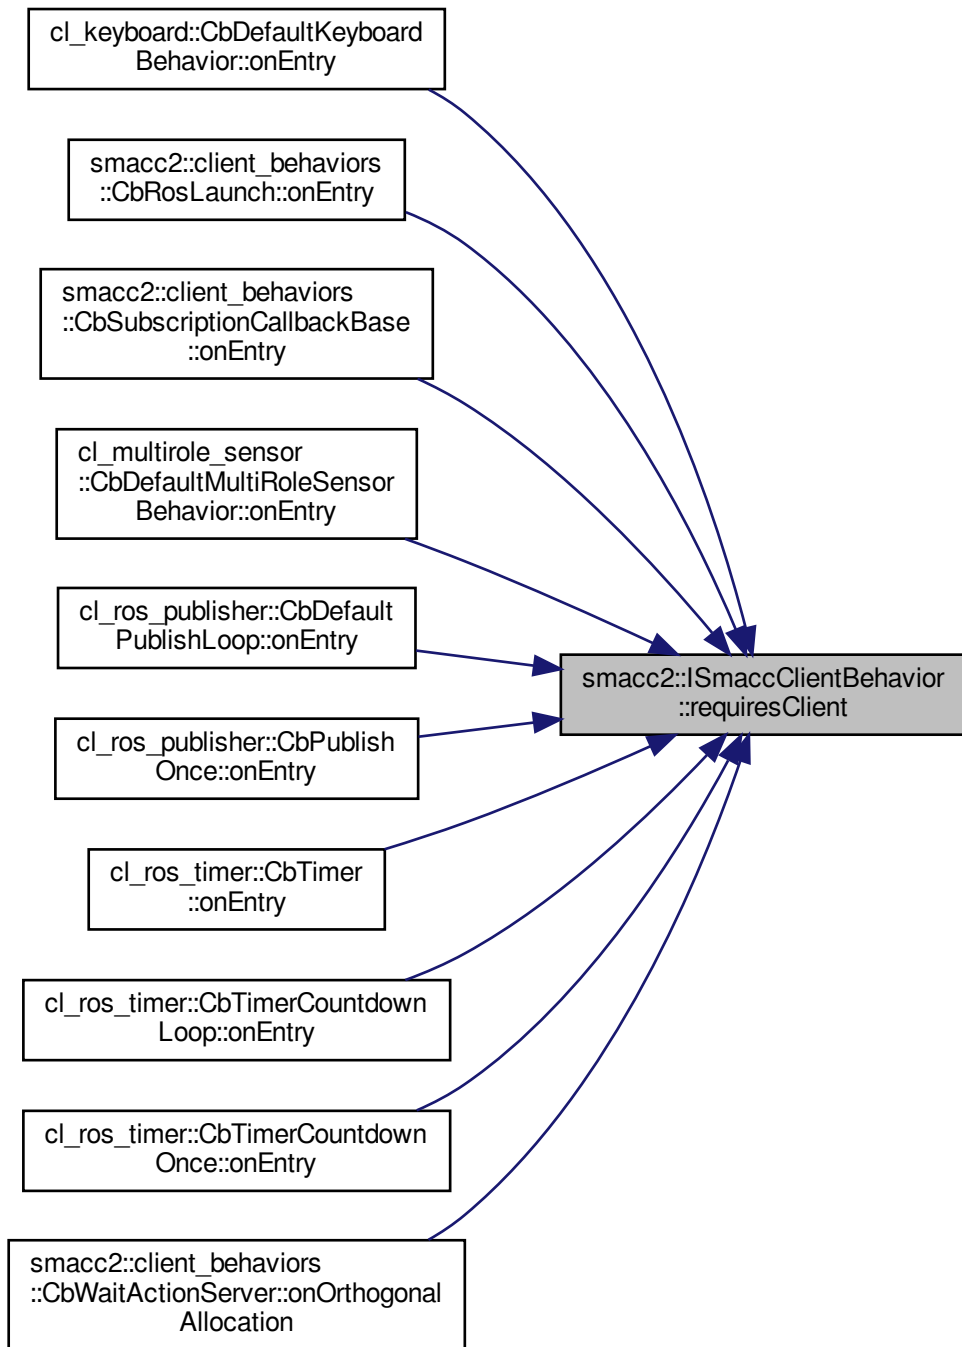 cl_keyboard::CbDefaultKeyboard
Behavior::onEntry
smacc2::client_behaviors
::CbRosLaunch::onEntry
smacc2::client_behaviors
::CbSubscriptionCallbackBase
::onEntry
cl_multirole_sensor
::CbDefaultMultiRoleSensor
Behavior::onEntry
cl_ros_publisher::CbDefault
PublishLoop::onEntry
smacc2::ISmaccClientBehavior
::requiresClient
cl_ros_publisher::CbPublish
Once::onEntry
cl_ros_timer::CbTimer
::onEntry
cl_ros_timer::CbTimerCountdown
Loop::onEntry
cl_ros_timer::CbTimerCountdown
Once::onEntry
smacc2::client_behaviors
::CbWaitActionServer::onOrthogonal
Allocation